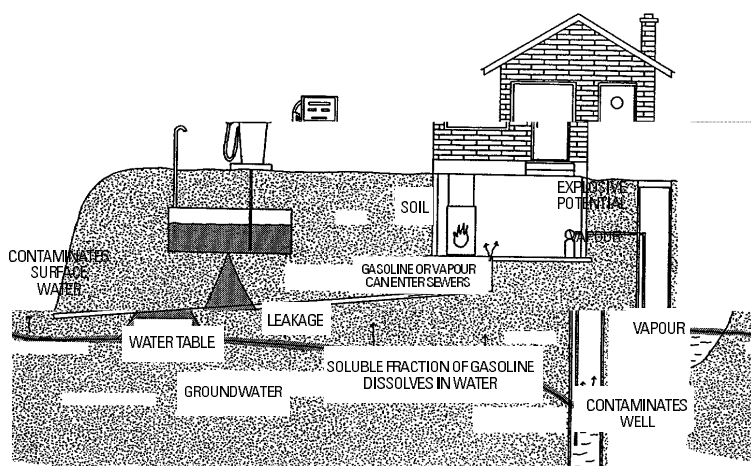 EXPLOSIVE
POTENTIAL
SOIL
VAPOUR
CONTAMINATES
SURFACE
WATER
GASOLINE OR VAPOUR
CAN ENTER SEWERS
LEAKAGE
VAPOUR
WATER TABLE
SOLUBLE FRACTION OF GASOLINE
DISSOLVES IN WATER
GROUNDWATER
CONTAMINATES
WELL